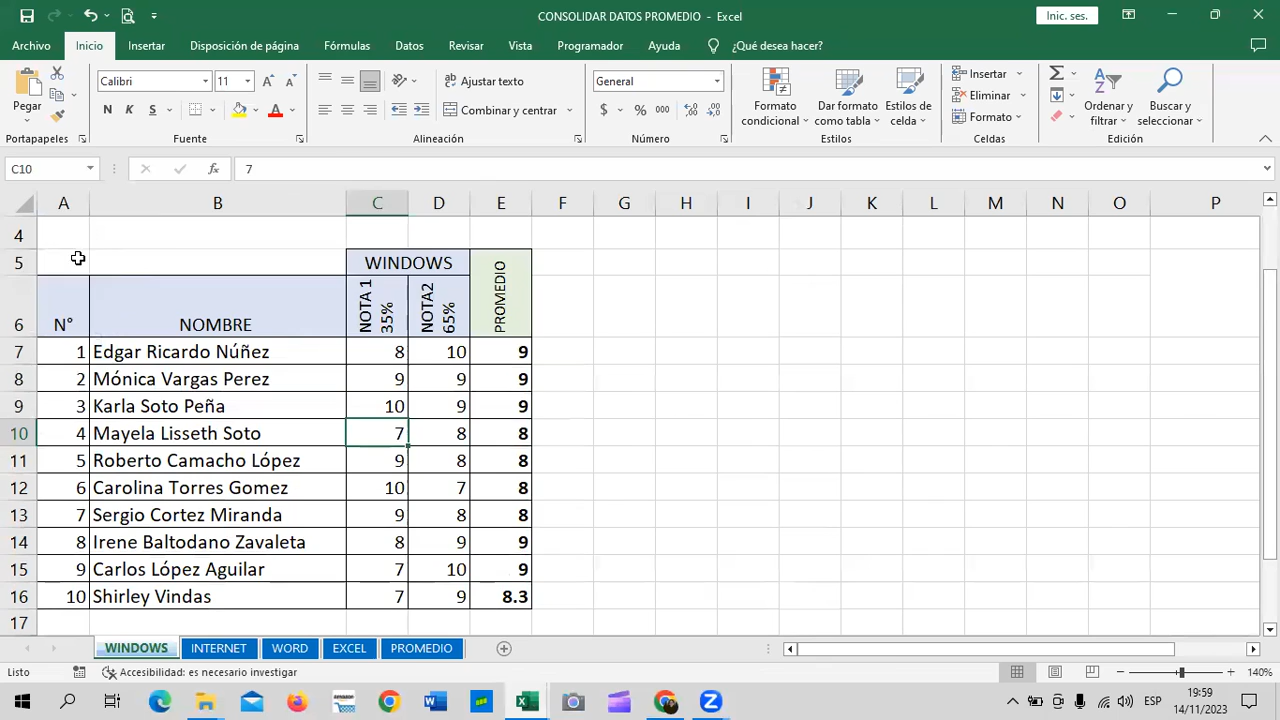 CONSOLIDAR DATOS PROMEDIO - Excel
Inic. ses.
Archivo Inicio Insertar Disposición de página Fórmulas Datos Revisar Vista Programador Ayuda ¿Qué desea hacer?
Pegar
Calibri 11
N K S
Ajustar texto
Combinar y centrar
General
$ % 000
Formato condicional
Dar formato como tabla
Estilos de celda
Insertar
Eliminar
Formato
Ordenar y filtrar
Buscar y seleccionar
Portapapeles Fuente Alineación Número Estilos Celdas Edición
C10 fx 7
A B C D E F G H I J K L M N O P
4
5 WINDOWS PROMEDIO
6 N° NOMBRE NOTA 1 35% NOTA2 65%
7 1 Edgar Ricardo Núñez 8 10 9
8 2 Mónica Vargas Perez 9 9 9
9 3 Karla Soto Peña 10 9 9
10 4 Mayela Lisseth Soto 7 8 8
11 5 Roberto Camacho López 9 8 8
12 6 Carolina Torres Gomez 10 7 8
13 7 Sergio Cortez Miranda 9 8 8
14 8 Irene Baltodano Zavaleta 8 9 9
15 9 Carlos López Aguilar 7 10 9
16 10 Shirley Vindas 7 9 8.3
17
WINDOWS INTERNET WORD EXCEL PROMEDIO
Listo Accesibilidad: es necesario investigar 140%
ESP 19:59
14/11/2023